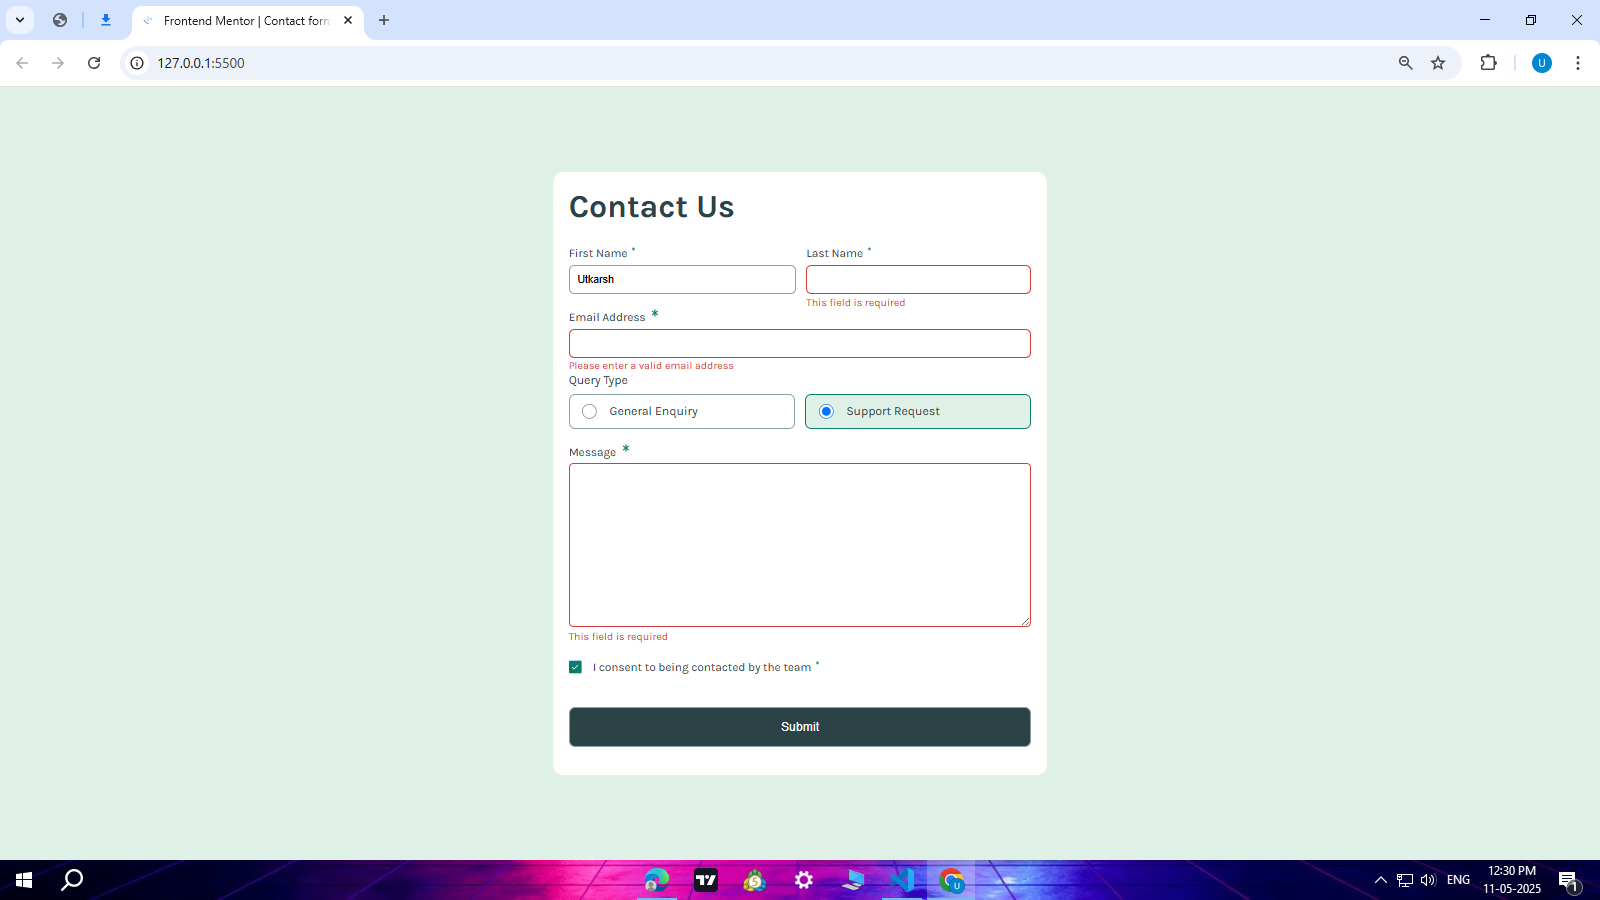 Frontend Mentor | Contact form
127.0.0.1:5500
U
Contact Us
First Name *
Last Name *
Utkarsh
This field is required
Email Address *
Please enter a valid email address
Query Type
General Enquiry
Support Request
Message *
This field is required
I consent to being contacted by the team *
Submit
U
ENG
12:30 PM
11-05-2025
1